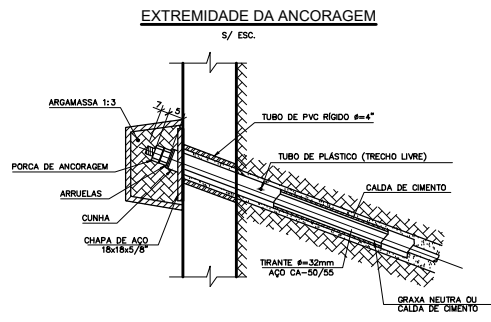 EXTREMIDADE DA ANCORAGEM
S/ ESC.
ARGAMASSA 1:3
7
5
TUBO DE PVC RÍGIDO ø=4"
PORCA DE ANCORAGEM
TUBO DE PLÁSTICO (TRECHO LIVRE)
ARRUELAS
CALDA DE CIMENTO
CUNHA
CHAPA DE AÇO
18x18x5/8"
TIRANTE ø=32mm
AÇO CA-50/55
GRAXA NEUTRA OU
CALDA DE CIMENTO